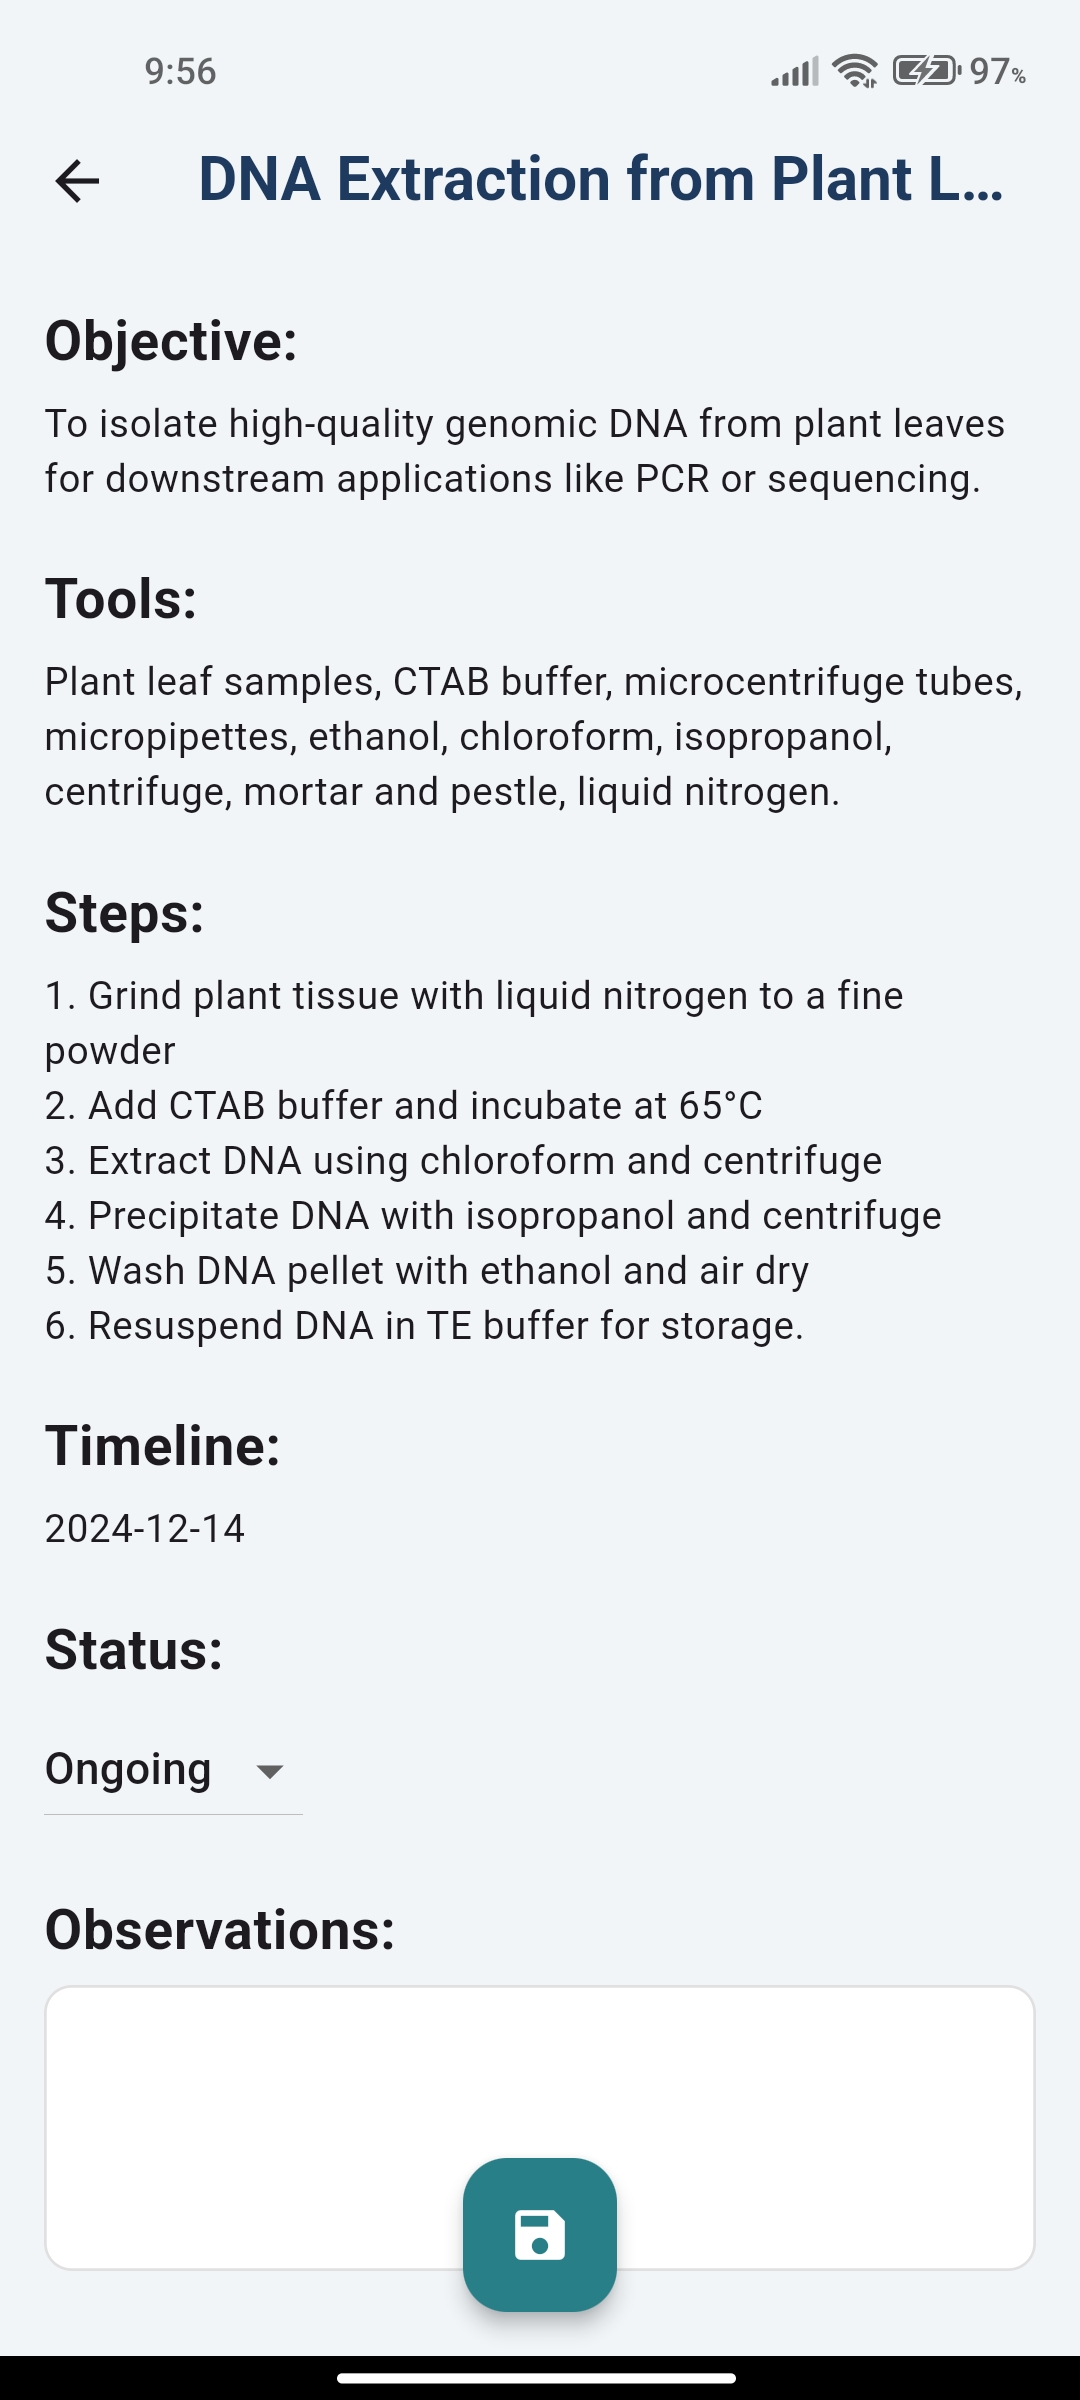 9:56
97%
DNA Extraction from Plant L...
Objective:
To isolate high-quality genomic DNA from plant leaves
for downstream applications like PCR or sequencing.
Tools:
Plant leaf samples, CTAB buffer, microcentrifuge tubes,
micropipettes, ethanol, chloroform, isopropanol,
centrifuge, mortar and pestle, liquid nitrogen.
Steps:
1. Grind plant tissue with liquid nitrogen to a fine
powder
2. Add CTAB buffer and incubate at 65°C
3. Extract DNA using chloroform and centrifuge
4. Precipitate DNA with isopropanol and centrifuge
5. Wash DNA pellet with ethanol and air dry
6. Resuspend DNA in TE buffer for storage.
Timeline:
2024-12-14
Status:
Ongoing
Observations: